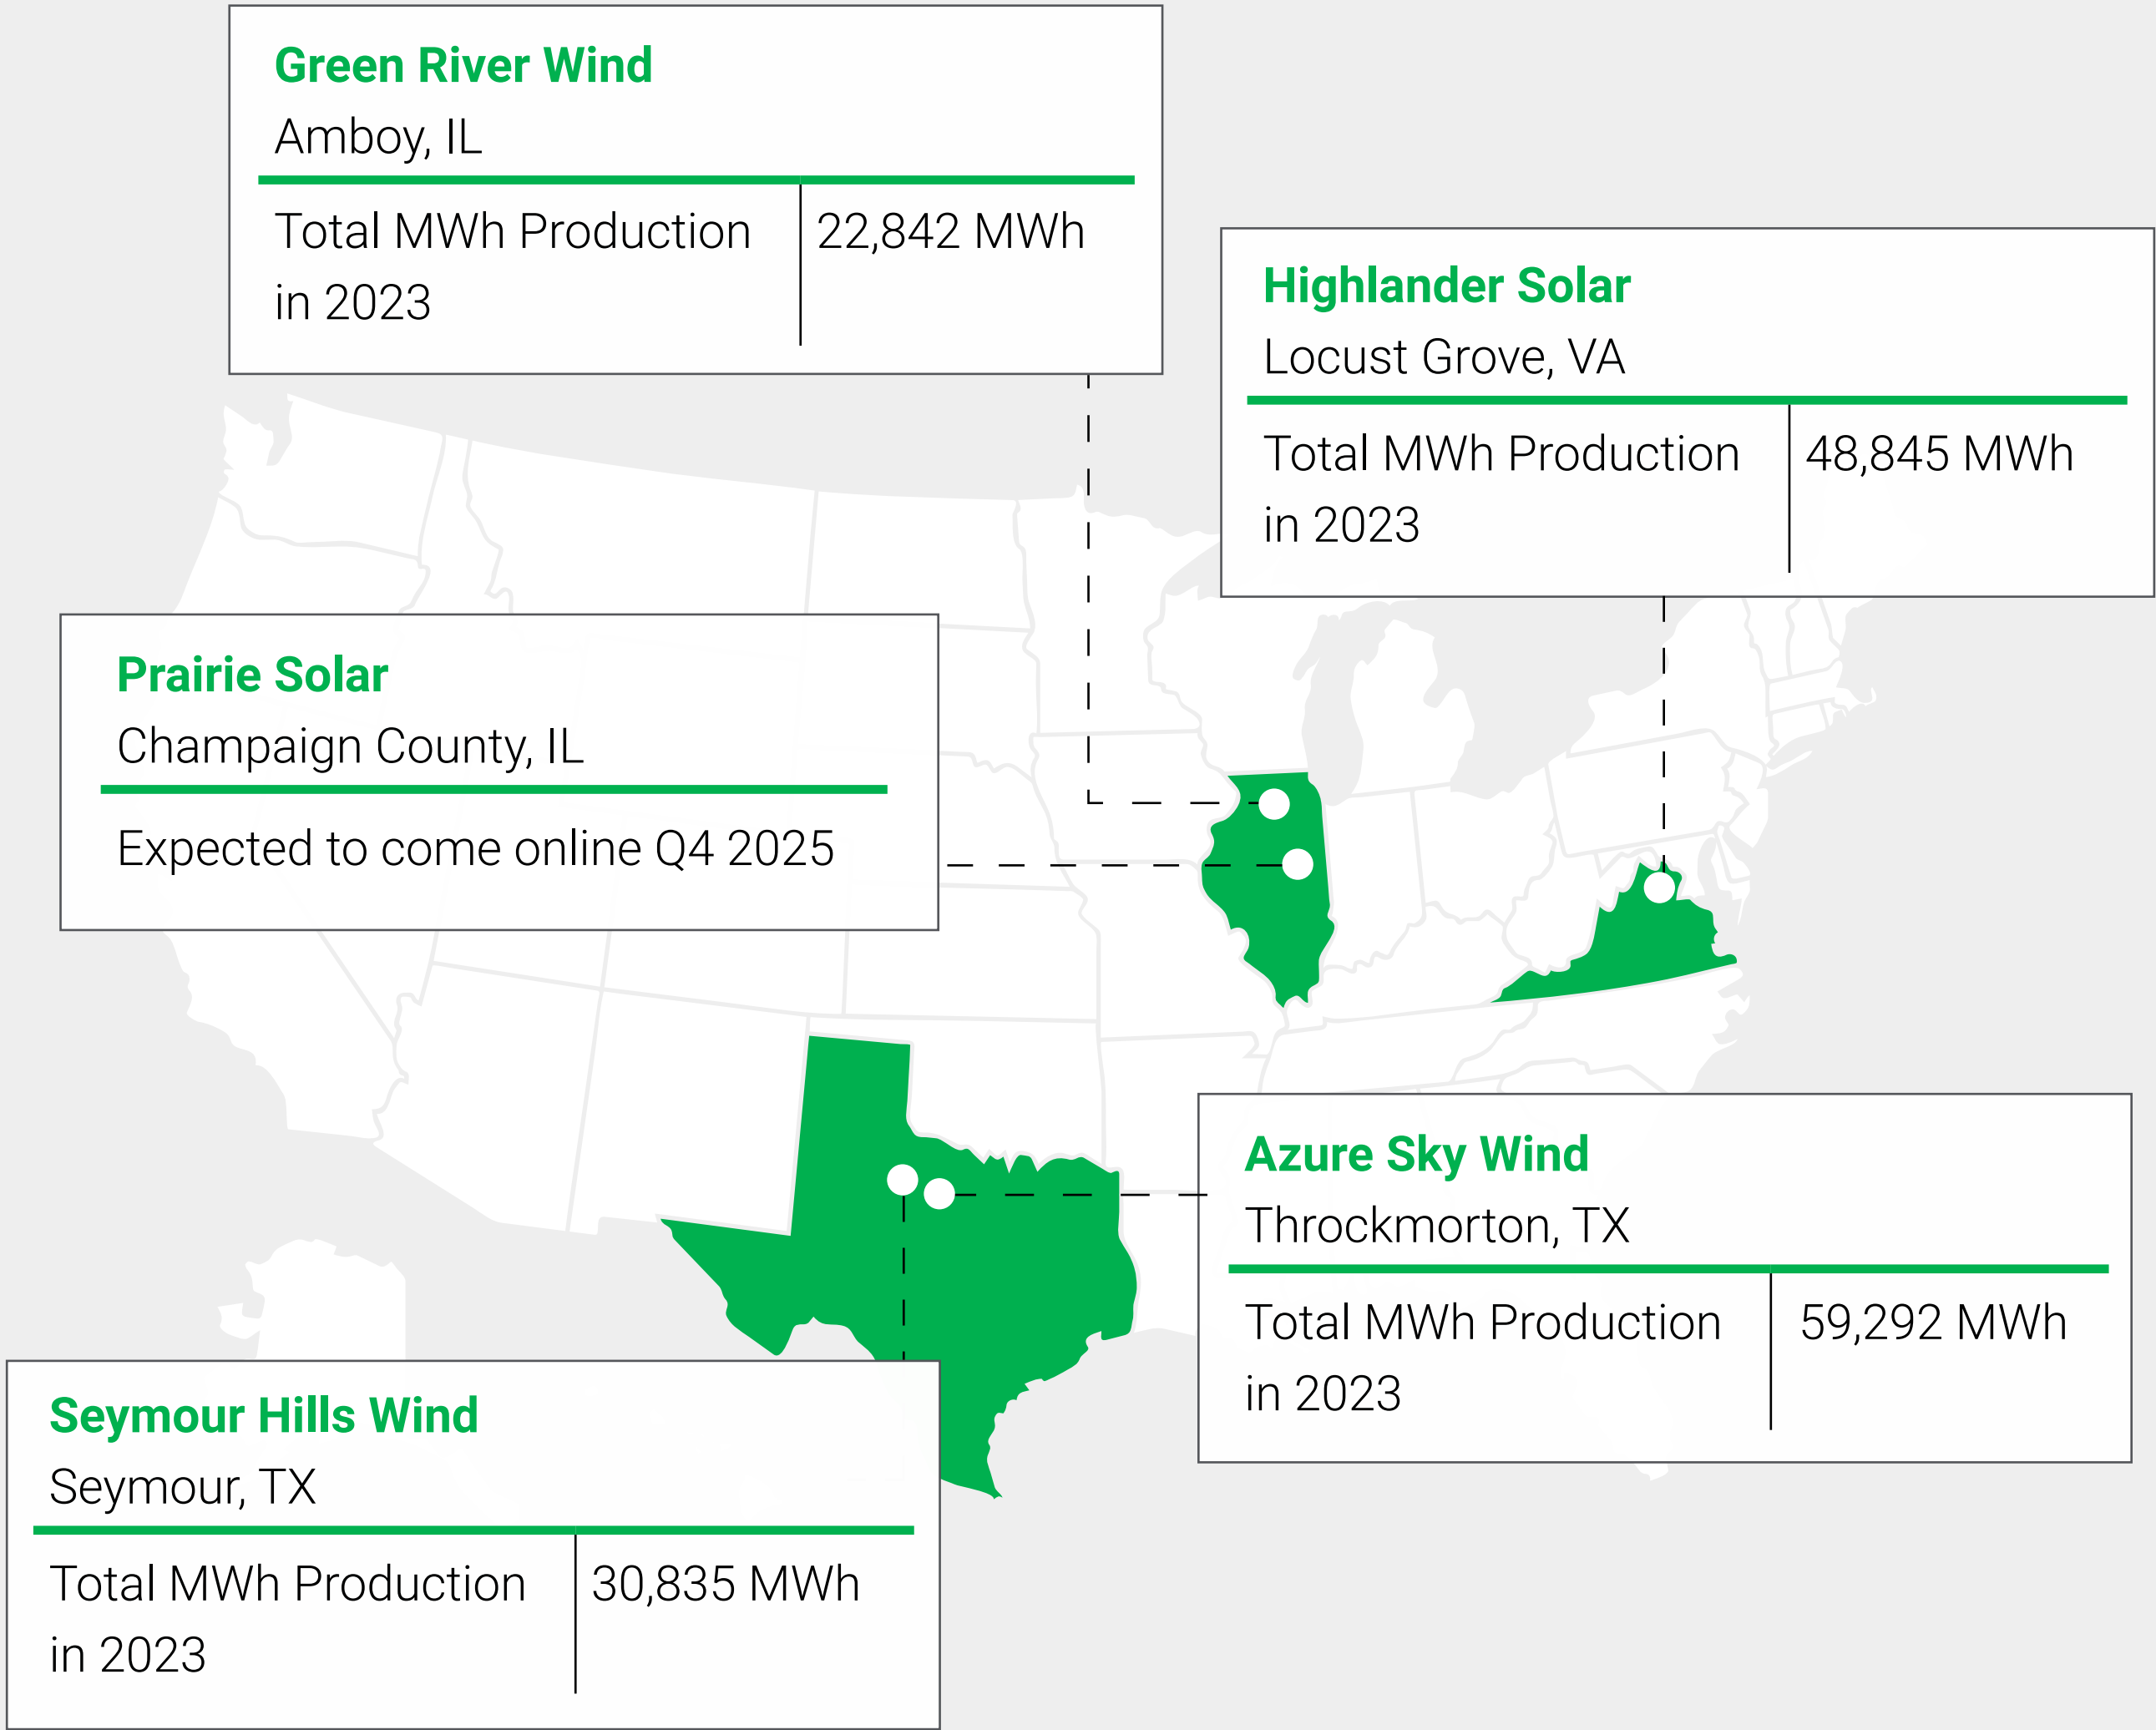 Green River Wind
Amboy, IL
Total MWh Production
in 2023
22,842 MWh
Highlander Solar
Locust Grove, VA
Total MWh Production
in 2023
48,845 MWh
Prairie Solar
Champaign County, IL
Expected to come online Q4 2025
Azure Sky Wind
Throckmorton, TX
Total MWh Production
in 2023
59,292 MWh
Seymour Hills Wind
Seymour, TX
Total MWh Production
in 2023
30,835 MWh